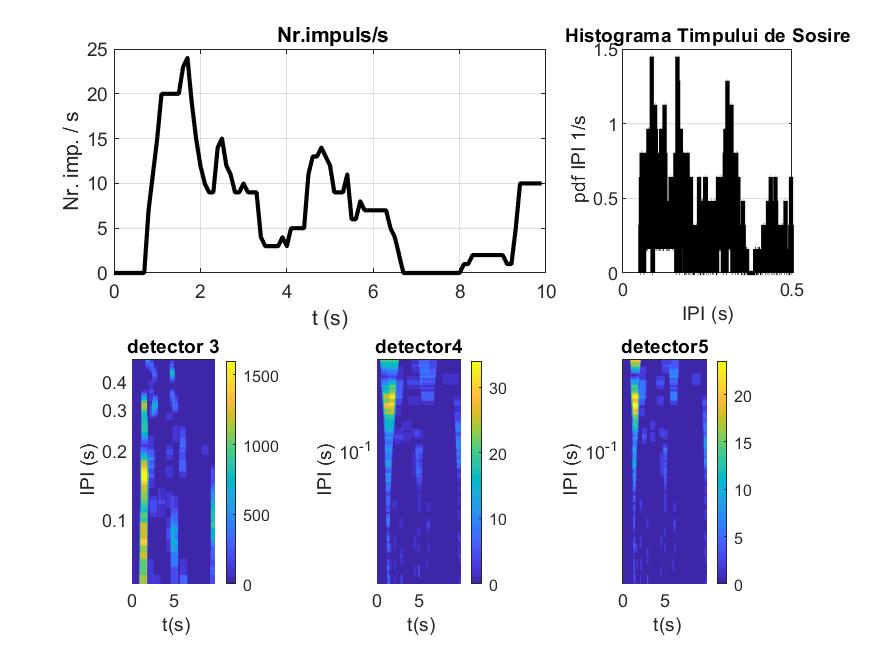 Nr.impuls/s
Nr. imp. / s
25
20
15
10
5
0
0 2 4 6 8 10
t (s)
Histograma Timpului de Sosire
pdf IPI 1/s
1.5
1
0.5
0
0 0.5
IPI (s)
detector 3
IPI (s)
0.4
0.3
0.2
0.1
0 5
t(s)
1500
1000
500
0
detector4
IPI (s)
10-1
0 5
t(s)
30
20
10
0
detector5
IPI (s)
10-1
0 5
t(s)
20
15
10
5
0